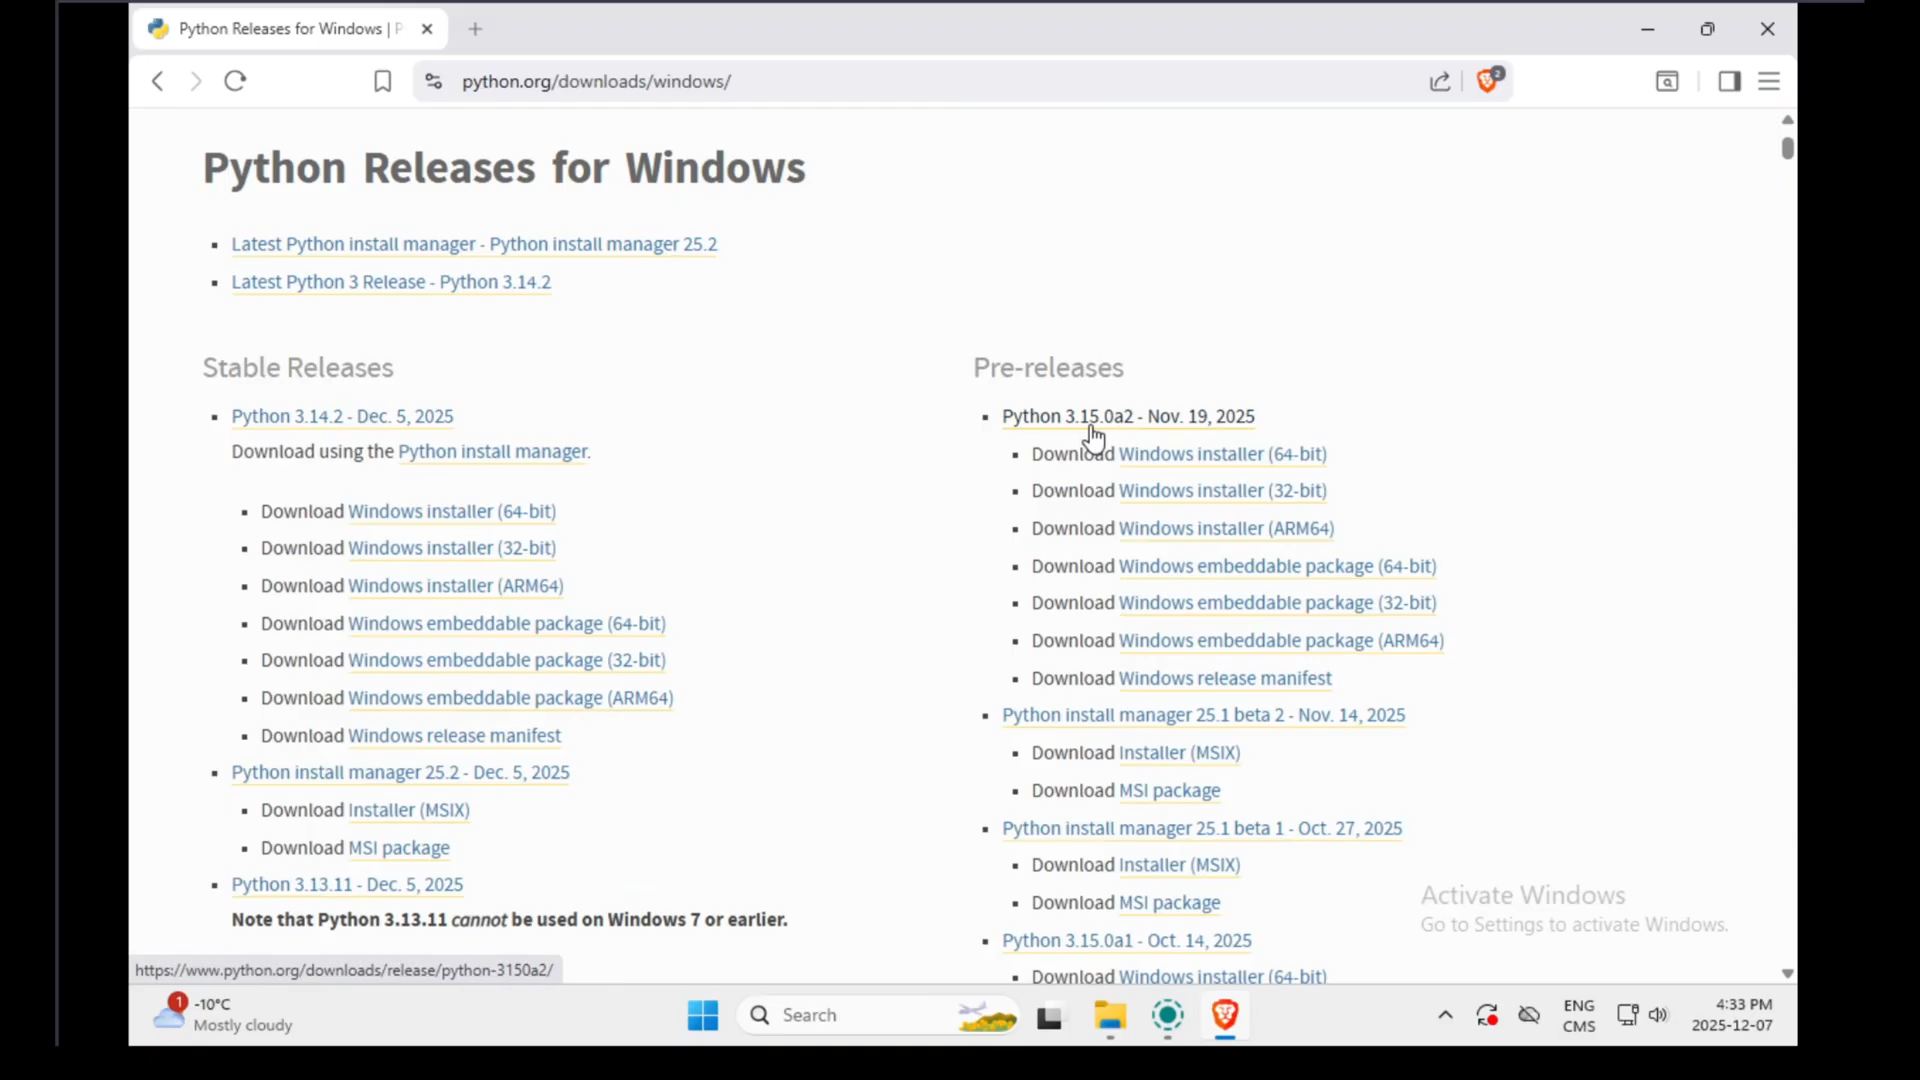 Python Releases for Windows | P
python.org/downloads/windows/
2
Python Releases for Windows
Latest Python install manager - Python install manager 25.2
Latest Python 3 Release - Python 3.14.2
Stable Releases
Python 3.14.2 - Dec. 5, 2025
Download using the Python install manager.
Download Windows installer (64-bit)
Download Windows installer (32-bit)
Download Windows installer (ARM64)
Download Windows embeddable package (64-bit)
Download Windows embeddable package (32-bit)
Download Windows embeddable package (ARM64)
Download Windows release manifest
Python install manager 25.2 - Dec. 5, 2025
Download Installer (MSIX)
Download MSI package
Python 3.13.11 - Dec. 5, 2025
Note that Python 3.13.11 cannot be used on Windows 7 or earlier.
Pre-releases
Python 3.15.0a2 - Nov. 19, 2025
Download Windows installer (64-bit)
Download Windows installer (32-bit)
Download Windows installer (ARM64)
Download Windows embeddable package (64-bit)
Download Windows embeddable package (32-bit)
Download Windows embeddable package (ARM64)
Download Windows release manifest
Python install manager 25.1 beta 2 - Nov. 14, 2025
Download Installer (MSIX)
Download MSI package
Python install manager 25.1 beta 1 - Oct. 27, 2025
Download Installer (MSIX)
Download MSI package
Python 3.15.0a1 - Oct. 14, 2025
Download Windows installer (64-bit)
Activate Windows
Go to Settings to activate Windows.
https://www.python.org/downloads/release/python-3150a2/
1
-10°C
Mostly cloudy
Search
ENG
CMS
4:33 PM
2025-12-07